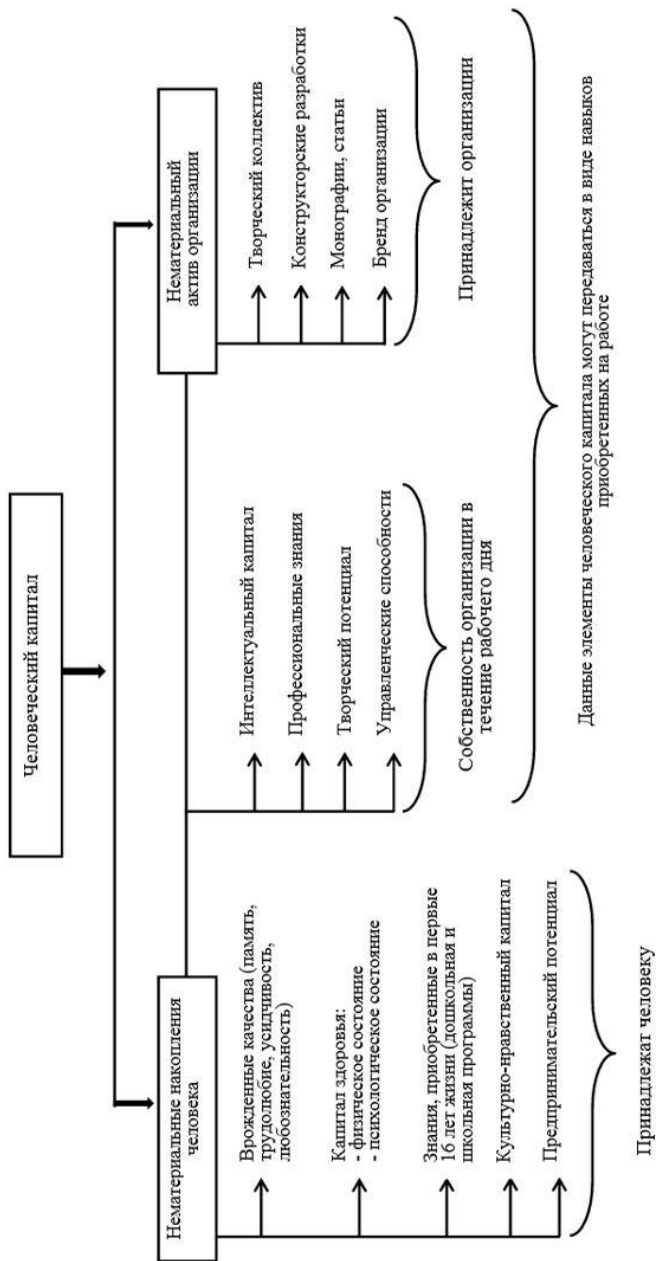 Человеческий капитал
Нематериальные накопления
человека
Нематериальный
актив организации
Врожденные качества (память,
трудолюбие, усидчивость,
любознательность)
Капитал здоровья:
- физическое состояние
- психологическое состояние
Знания, приобретенные в первые
16 лет жизни (дошкольная и
школьная программы)
Культурно-нравственный капитал
Предпринимательский потенциал
Принадлежат человеку
Интеллектуальный капитал
Профессиональные знания
Творческий потенциал
Управленческие способности
Собственность организации в
течение рабочего дня
Творческий коллектив
Конструкторские разработки
Монографии, статьи
Бренд организации
Принадлежит организации
Данные элементы человеческого капитала могут передаваться в виде навыков
приобретенных на работе